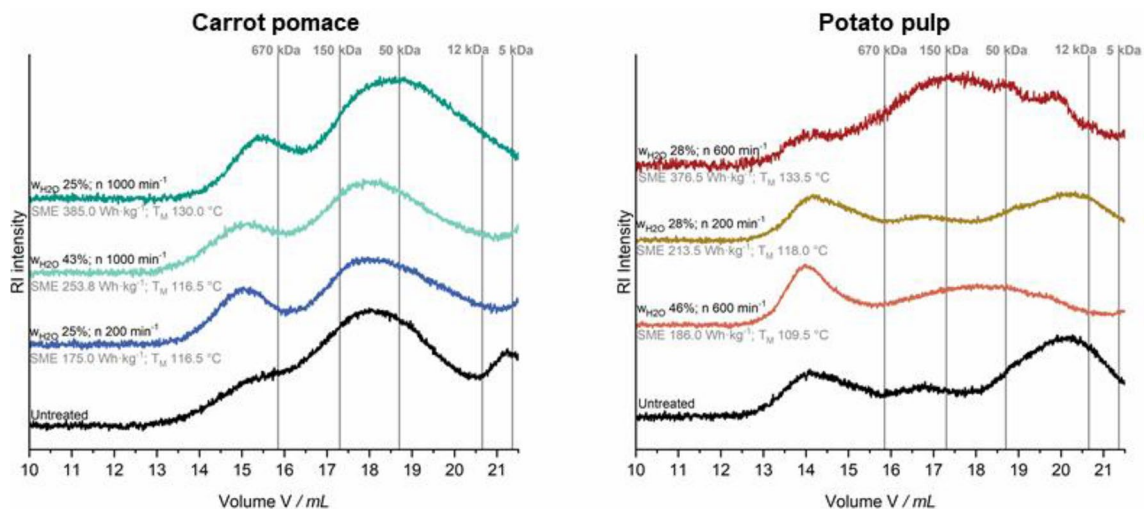 Carrot pomace
670 kDa
150 kDa
50 kDa
12 kDa
5 kDa
wH2O 25%; n 1000 min-1
SME 385.0 Wh·kg-1; TM 130.0 °C
wH2O 43%; n 1000 min-1
SME 253.8 Wh·kg-1; TM 116.5 °C
wH2O 25%; n 200 min-1
SME 175.0 Wh·kg-1; TM 116.5 °C
Untreated
RI intensity
10 11 12 13 14 15 16 17 18 19 20 21
Volume V / mL
Potato pulp
670 kDa
150 kDa
50 kDa
12 kDa
5 kDa
wH2O 28%; n 600 min-1
SME 376.5 Wh·kg-1; TM 133.5 °C
wH2O 28%; n 200 min-1
SME 213.5 Wh·kg-1; TM 118.0 °C
wH2O 46%; n 600 min-1
SME 186.0 Wh·kg-1; TM 109.5 °C
Untreated
RI Intensity
10 11 12 13 14 15 16 17 18 19 20 21
Volume V / mL